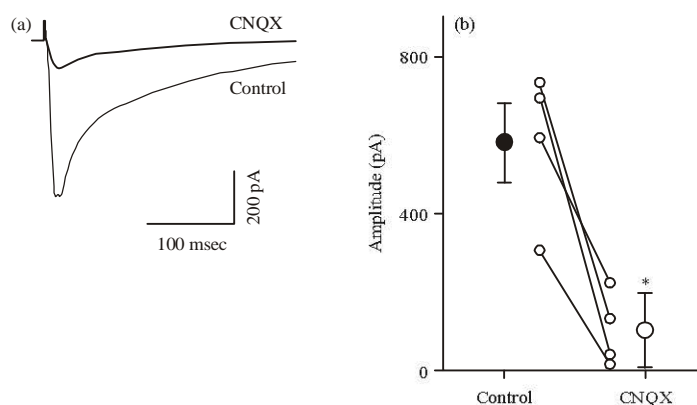 (a)
CNQX
Control
200 pA
100 msec
(b)
Amplitude (pA)
800
400
0
*
Control
CNQX